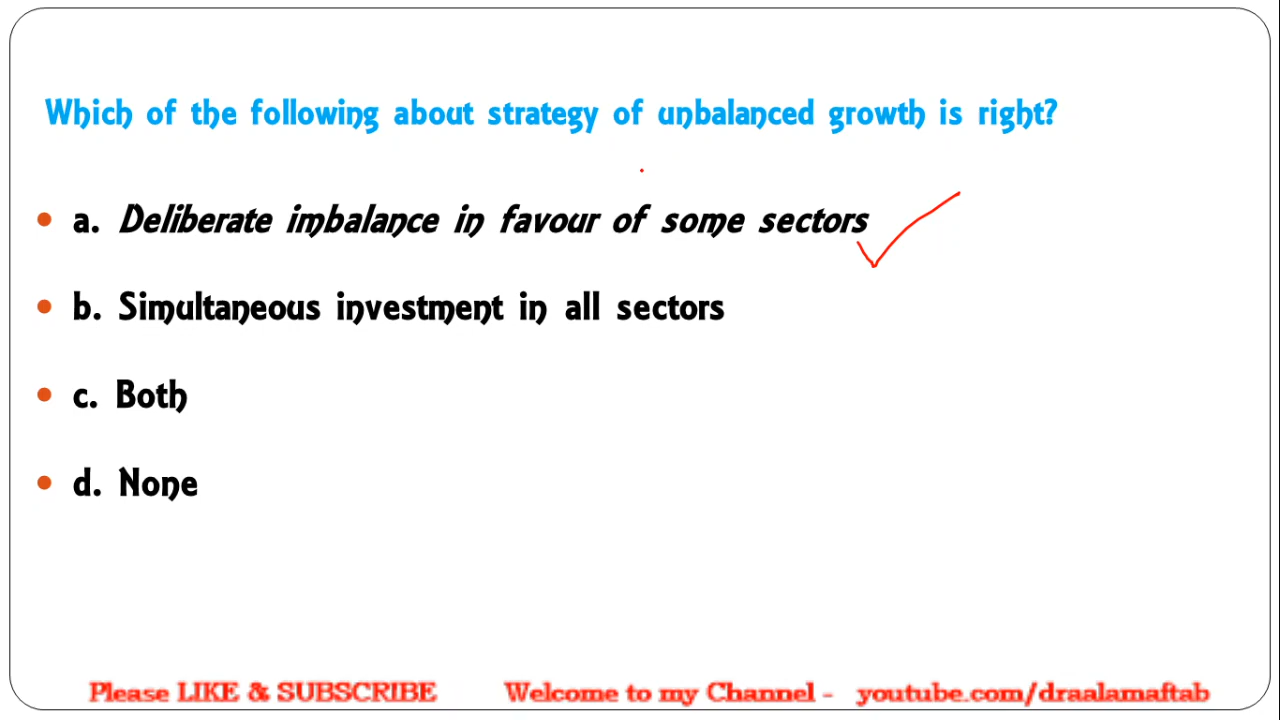 Which of the following about strategy of unbalanced growth is right?
a. Deliberate imbalance in favour of some sectors
b. Simultaneous investment in all sectors
c. Both
d. None
Please LIKE & SUBSCRIBE Welcome to my Channel - youtube.com/draalamaftab